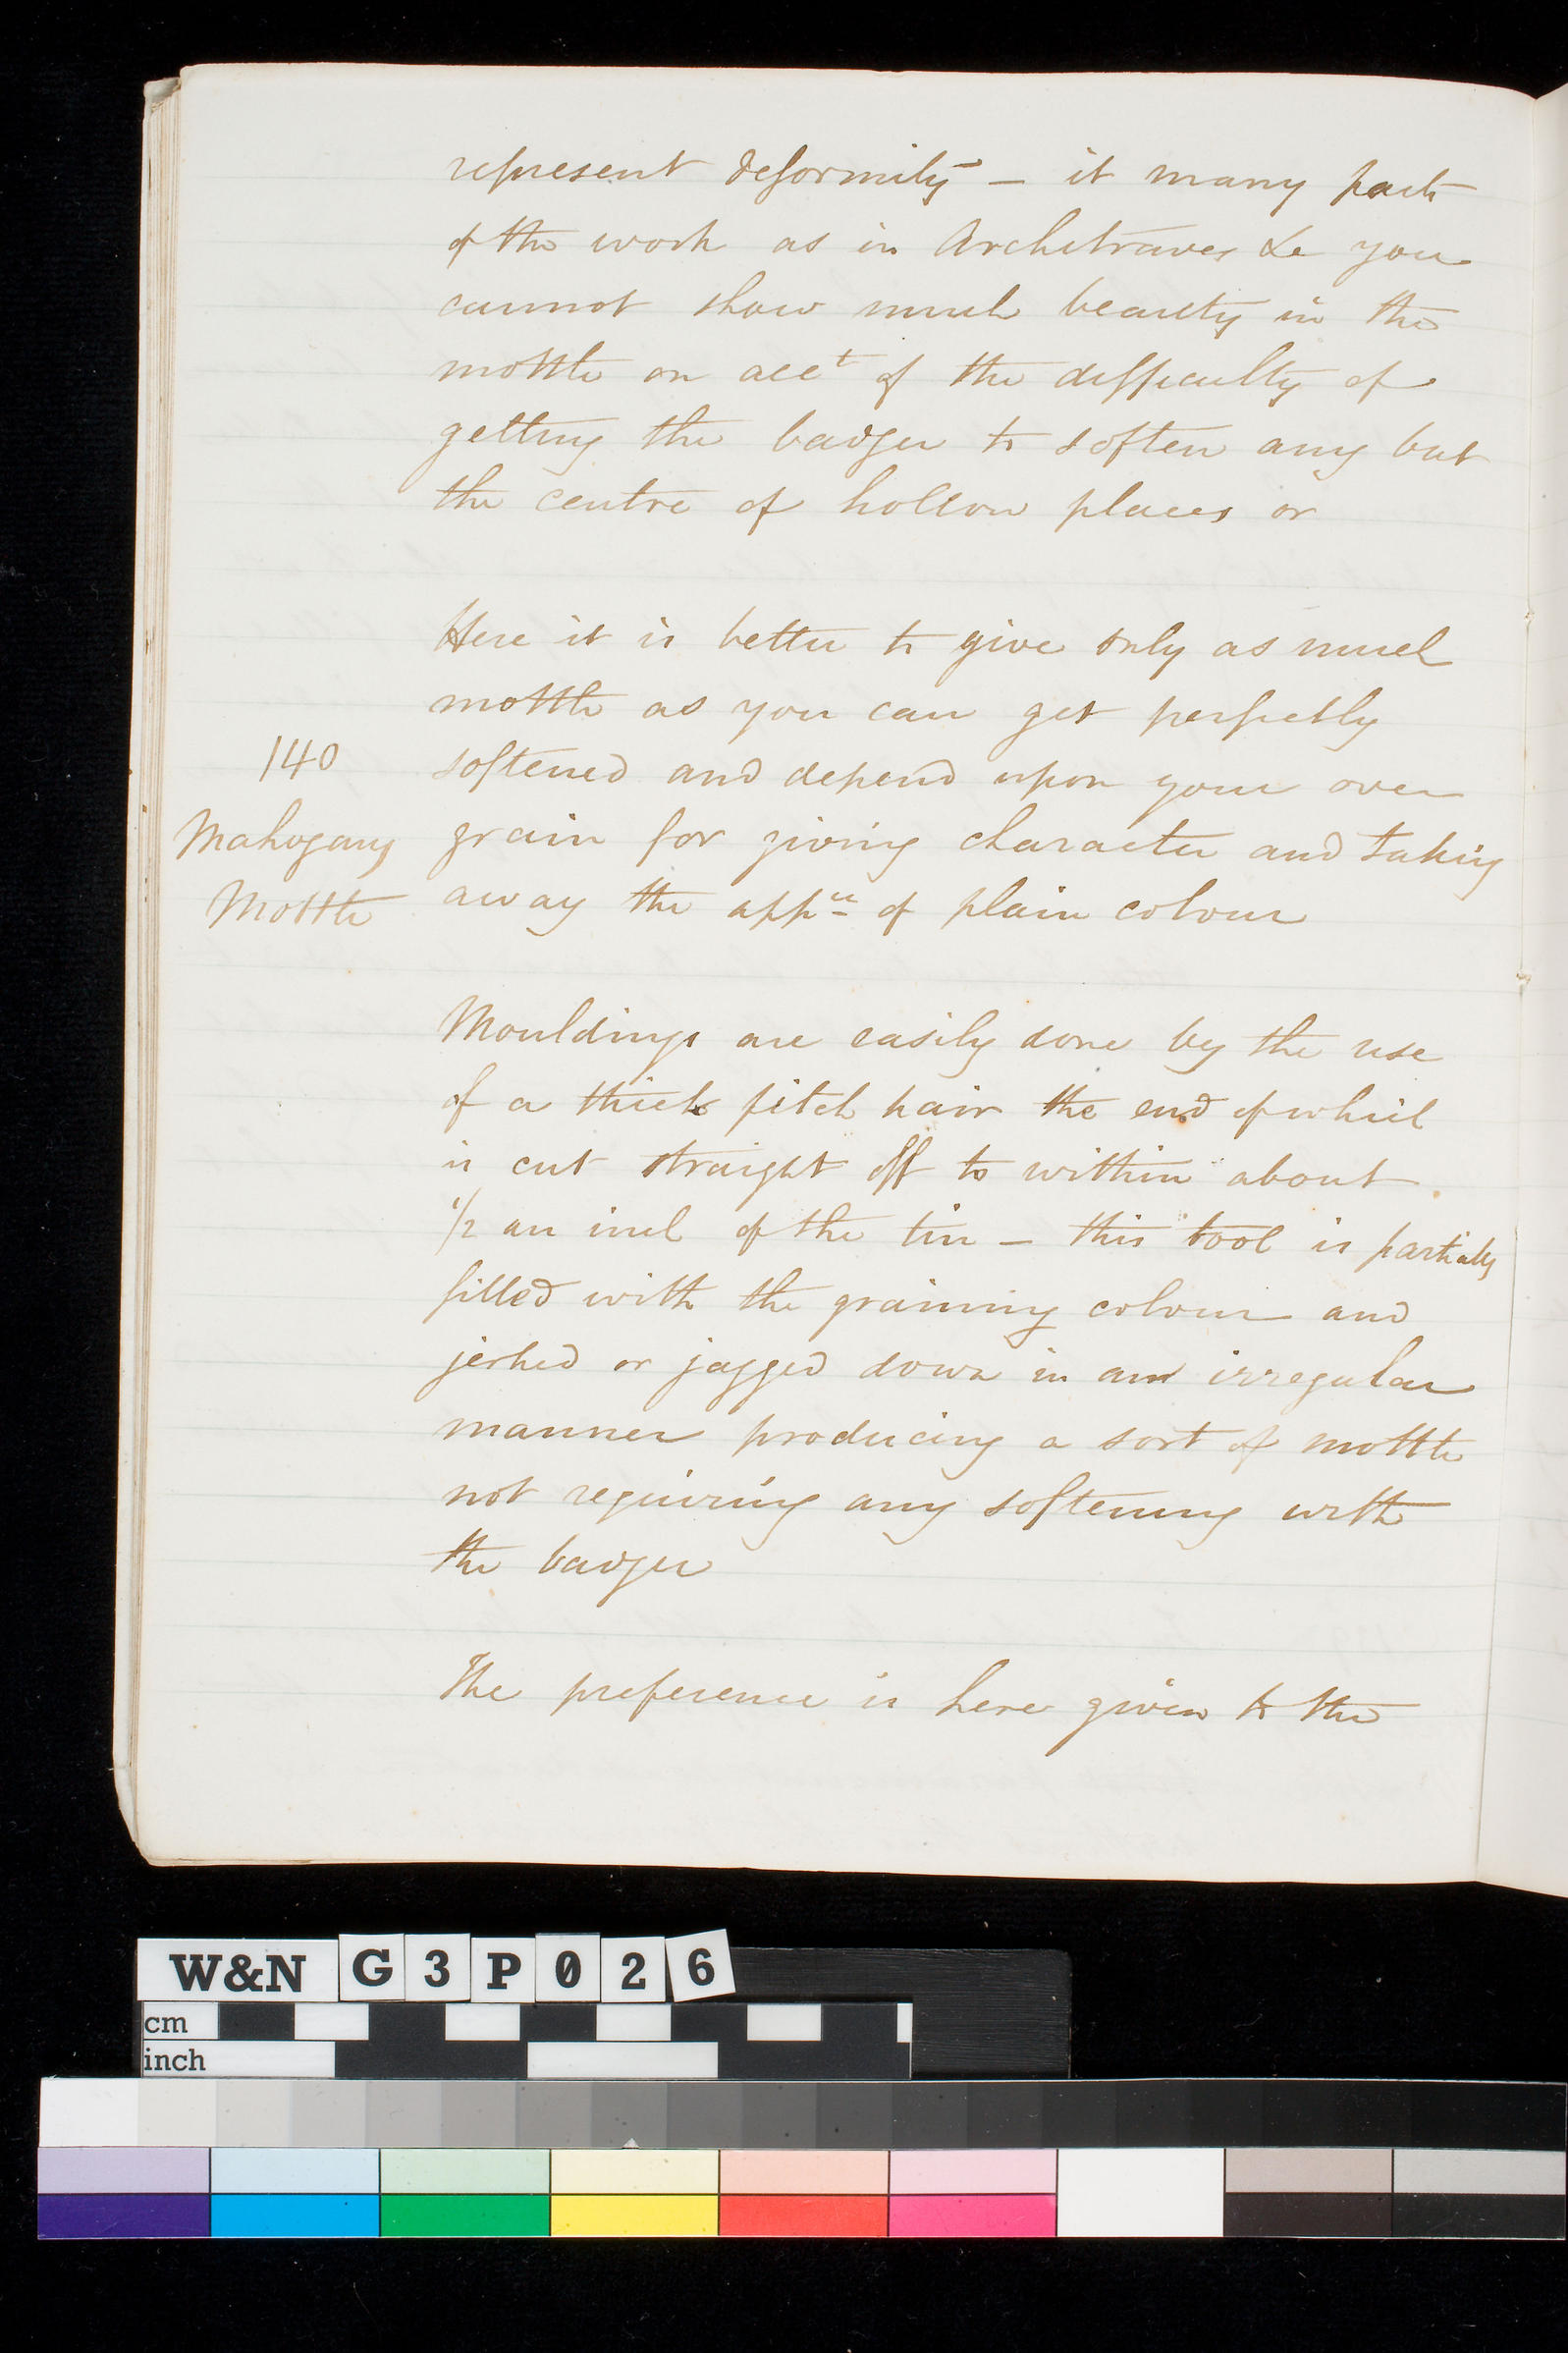 represent deformity — it many parts
of the work as in Architraves &c you
cannot show much beauty in the
mottle on acct of the difficulty of
getting the badger to soften any but
the centre of hollow places or
Here it is better to give only as much
mottle as you can get perfectly
140
softened and depend upon your over
Mahogany
grain for giving character and taking
Mottle
away the appce of plain colour
Mouldings are easily done by the use
of a thick fitch hair the end of which
is cut straight off to within about
1/2 an inch of the tin — this tool is partially
filled with the graining colour and
jerked or jagged down in an irregular
manner producing a sort of mottle
not requiring any softening with
the badger
The preference is here given to the
W&N G3P026
cm
inch